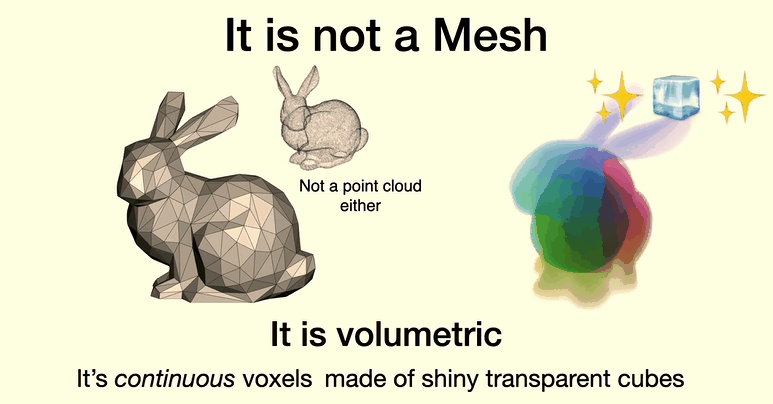 It is not a Mesh
Not a point cloud
either
It is volumetric
It's continuous voxels made of shiny transparent cubes